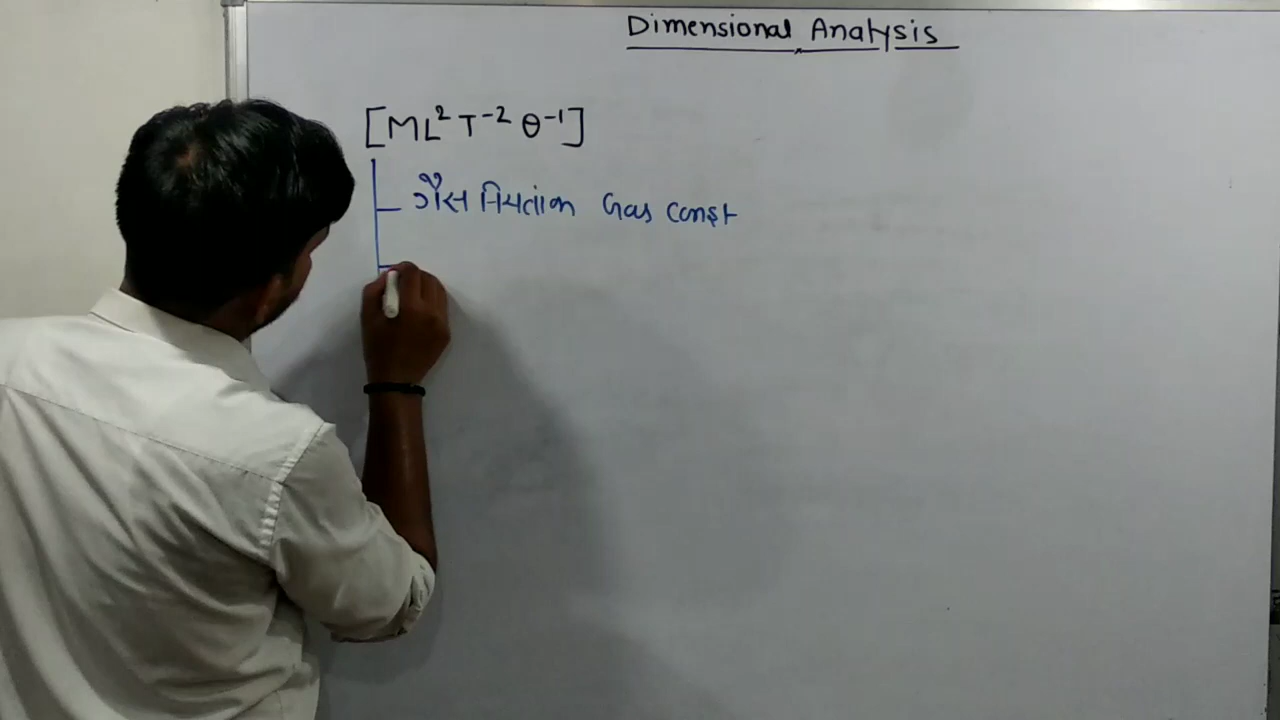 Dimensional Analysis
[ML² T⁻² θ⁻¹]
ગૈસ નિયતાંક Gas Const